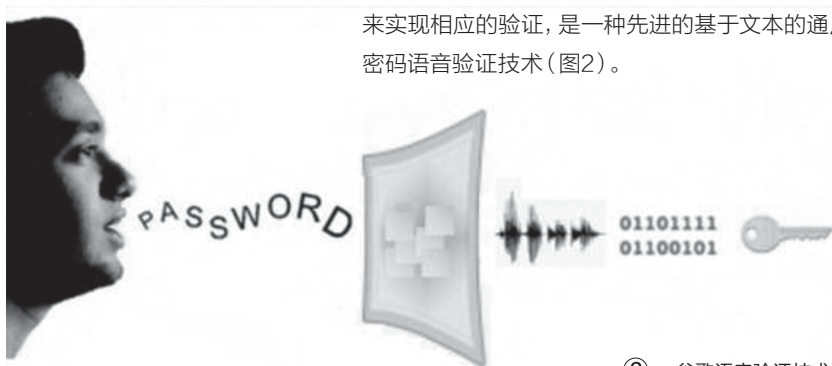 来实现相应的验证，是一种先进的基于文本的通
密码语音验证技术（图2）。
PASSWORD
01101111
01100101